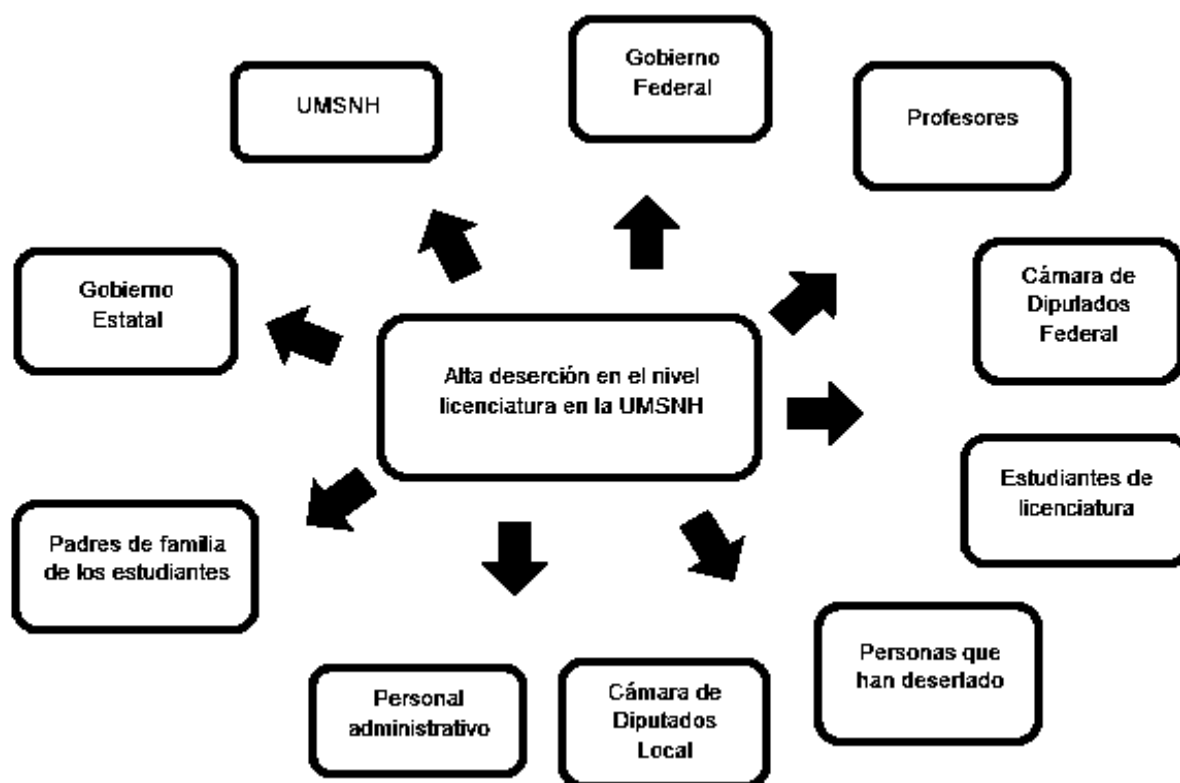 UMSNH
Gobierno
Federal
Profesores
Gobierno
Estatal
Cámara de
Diputados
Federal
Alta deserción en el nivel
licenciatura en la UMSNH
Estudiantes de
licenciatura
Padres de familia
de los estudiantes
Personas que
han desertado
Personal
administrativo
Cámara de
Diputados
Local